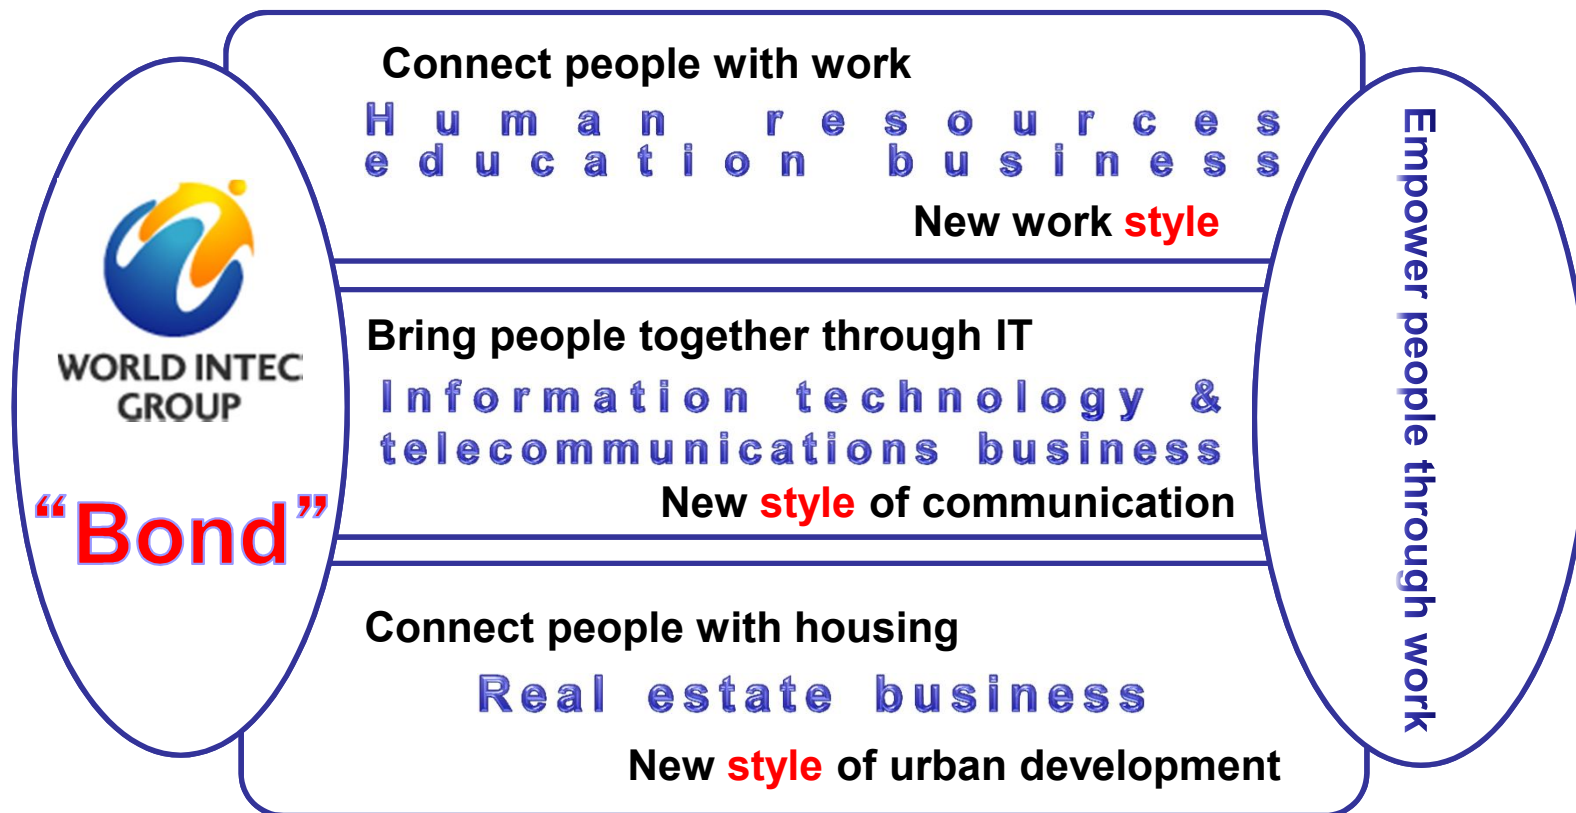 WORLD INTEC
GROUP
“Bond”
Connect people with work
Human resources
education business
New work style
Bring people together through IT
Information technology &
telecommunications business
New style of communication
Connect people with housing
Real estate business
New style of urban development
Empower people through work